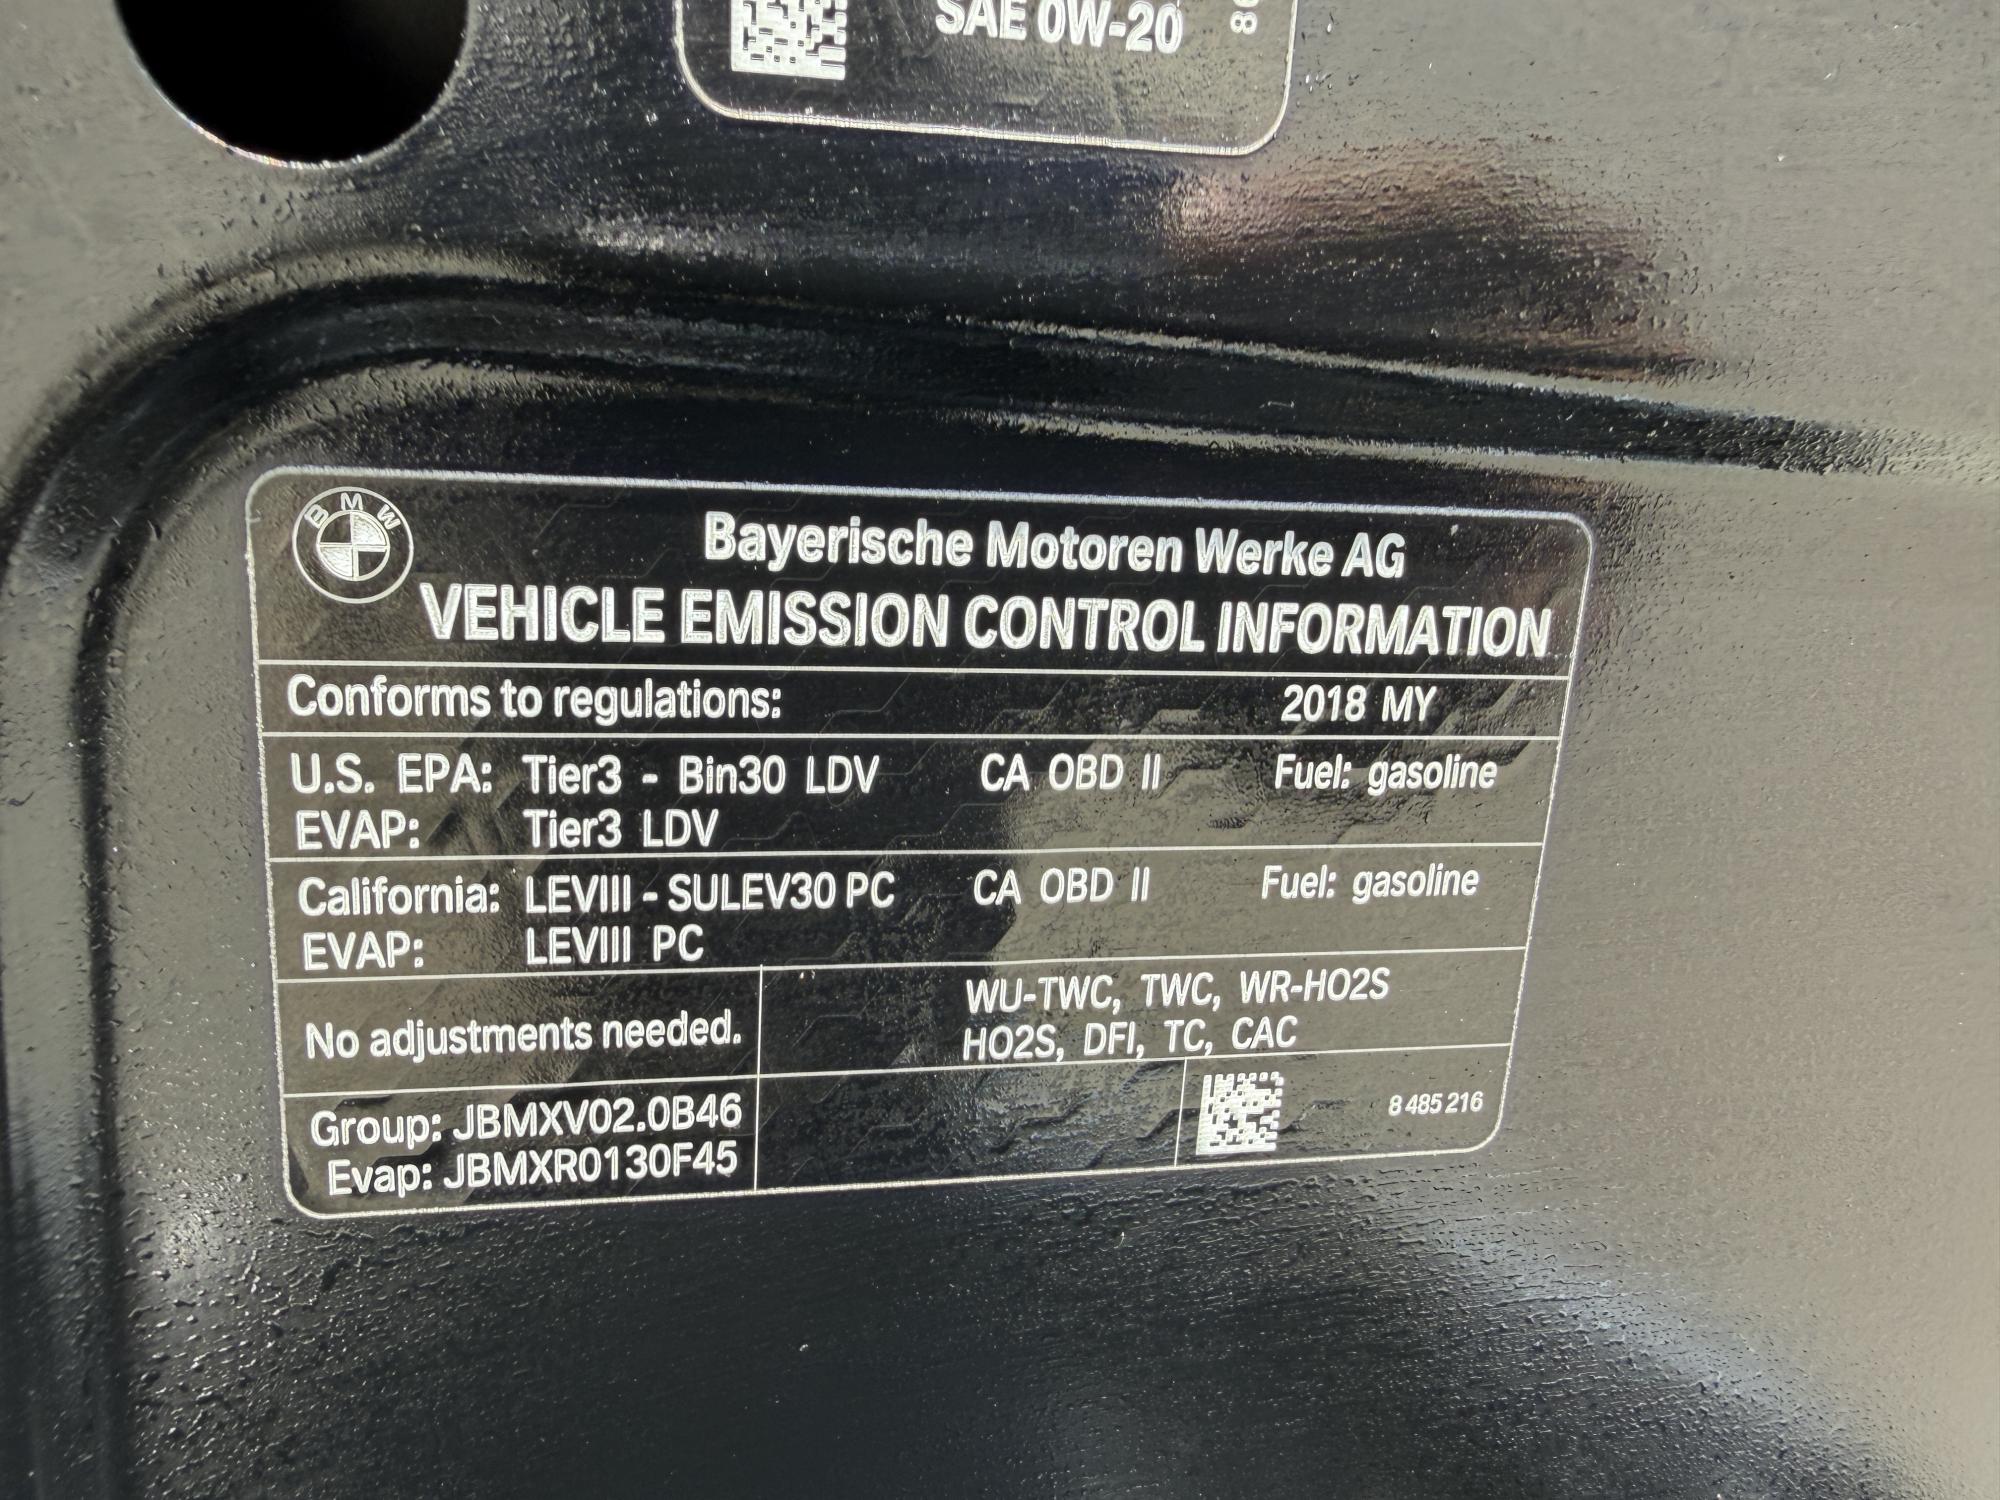 SAE 0W-20
BMW
Bayerische Motoren Werke AG
VEHICLE EMISSION CONTROL INFORMATION
Conforms to regulations: 2018 MY
U.S. EPA: Tier3 - Bin30 LDV CA OBD II Fuel: gasoline
EVAP: Tier3 LDV
California: LEVIII - SULEV30 PC CA OBD II Fuel: gasoline
EVAP: LEVIII PC
No adjustments needed.
WU-TWC, TWC, WR-HO2S
HO2S, DFI, TC, CAC
Group: JBMXV02.0B46
Evap: JBMXR0130F45
8 485 216